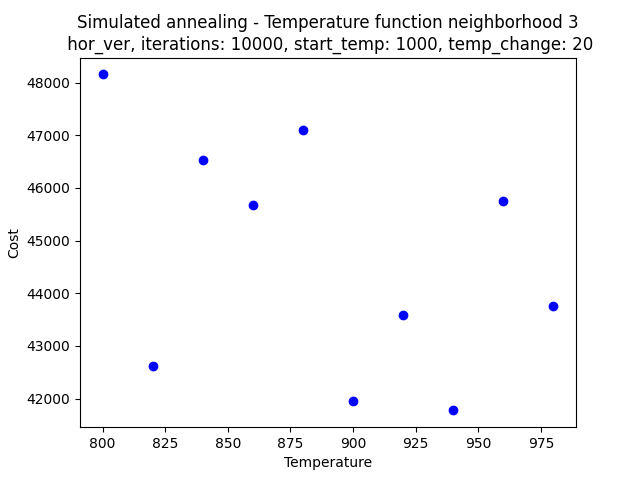 Simulated annealing - Temperature function neighborhood 3
hor_ver, iterations: 10000, start_temp: 1000, temp_change: 20
48000
47000
46000
45000
44000
43000
42000
Cost
800 825 850 875 900 925 950 975
Temperature